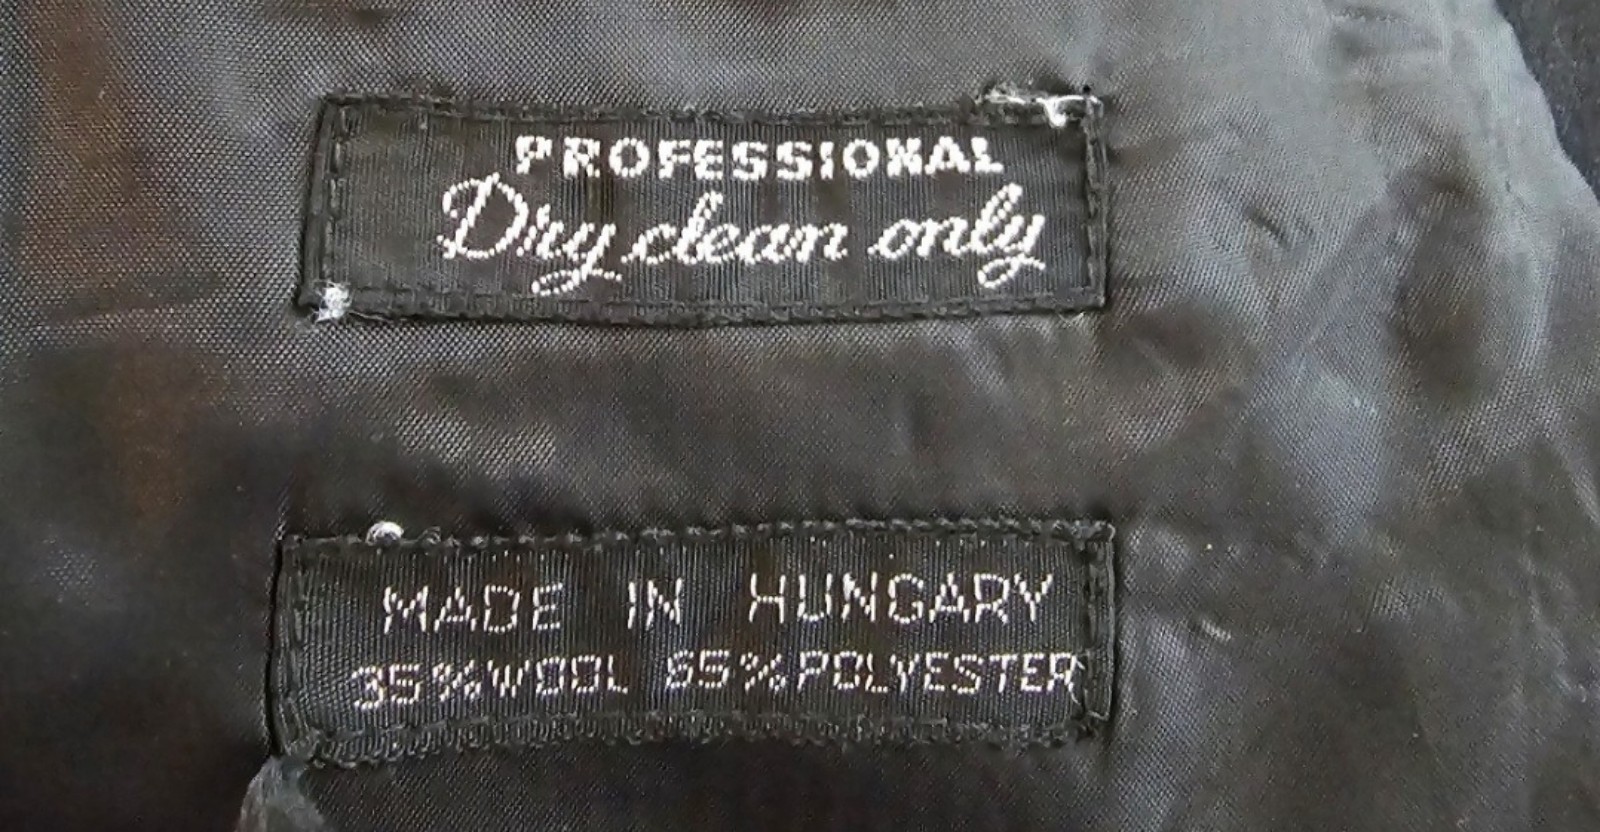 PROFESSIONAL
Dry clean only
MADE IN HUNGARY
35%WOOL 65%POLYESTER